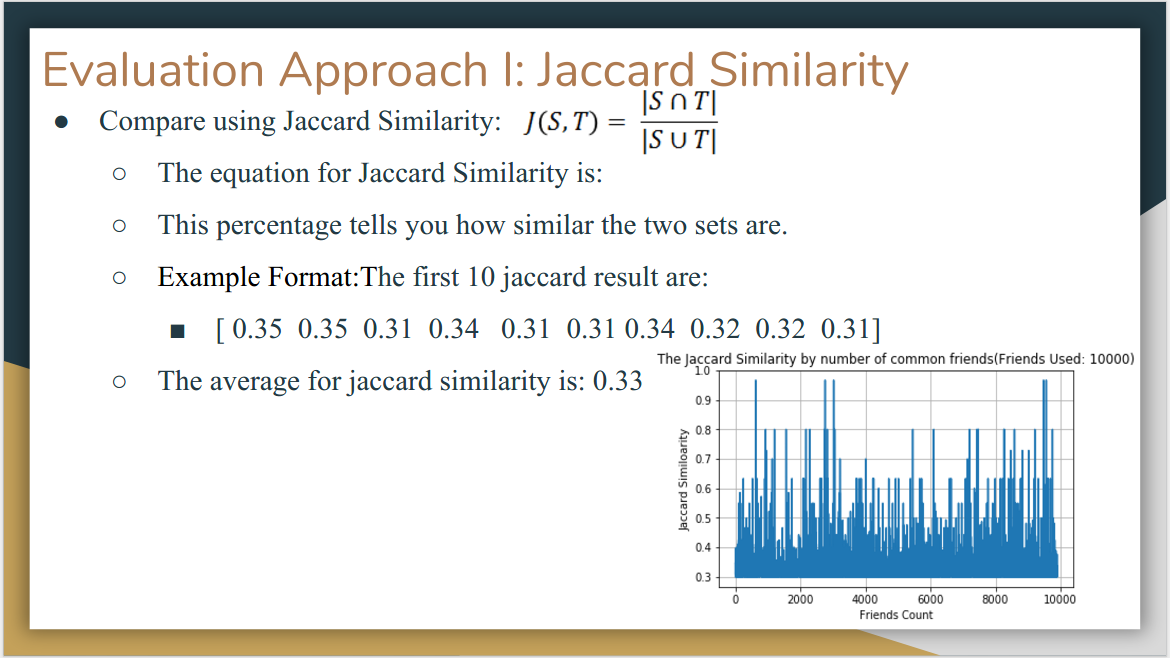 Evaluation Approach I: Jaccard Similarity
● Compare using Jaccard Similarity: J(S,T) = |S ∩ T| / |S ∪ T|
○ The equation for Jaccard Similarity is:
○ This percentage tells you how similar the two sets are.
○ Example Format:The first 10 jaccard result are:
■ [ 0.35 0.35 0.31 0.34 0.31 0.31 0.34 0.32 0.32 0.31]
○ The average for jaccard similarity is: 0.33
The Jaccard Similarity by number of common friends(Friends Used: 10000)
Jaccard Similoarity
1.0
0.9
0.8
0.7
0.6
0.5
0.4
0.3
0 2000 4000 6000 8000 10000
Friends Count